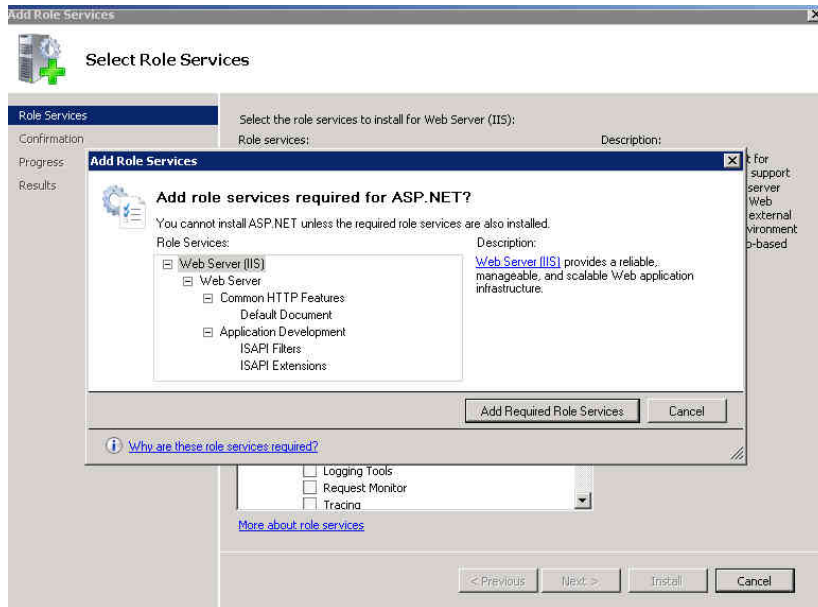 Add Role Services
Select Role Services
Role Services
Confirmation
Progress
Results
Select the role services to install for Web Server (IIS):
Role services:
Description:
t for
support
server
Web
external
vironment
o-based
Add Role Services
Add role services required for ASP.NET?
You cannot install ASP.NET unless the required role services are also installed.
Role Services:
Web Server (IIS)
Web Server
Common HTTP Features
Default Document
Application Development
ISAPI Filters
ISAPI Extensions
Description:
Web Server (IIS) provides a reliable,
manageable, and scalable Web application
infrastructure.
Add Required Role Services
Cancel
Why are these role services required?
Logging Tools
Request Monitor
Tracing
More about role services
< Previous
Next >
Install
Cancel